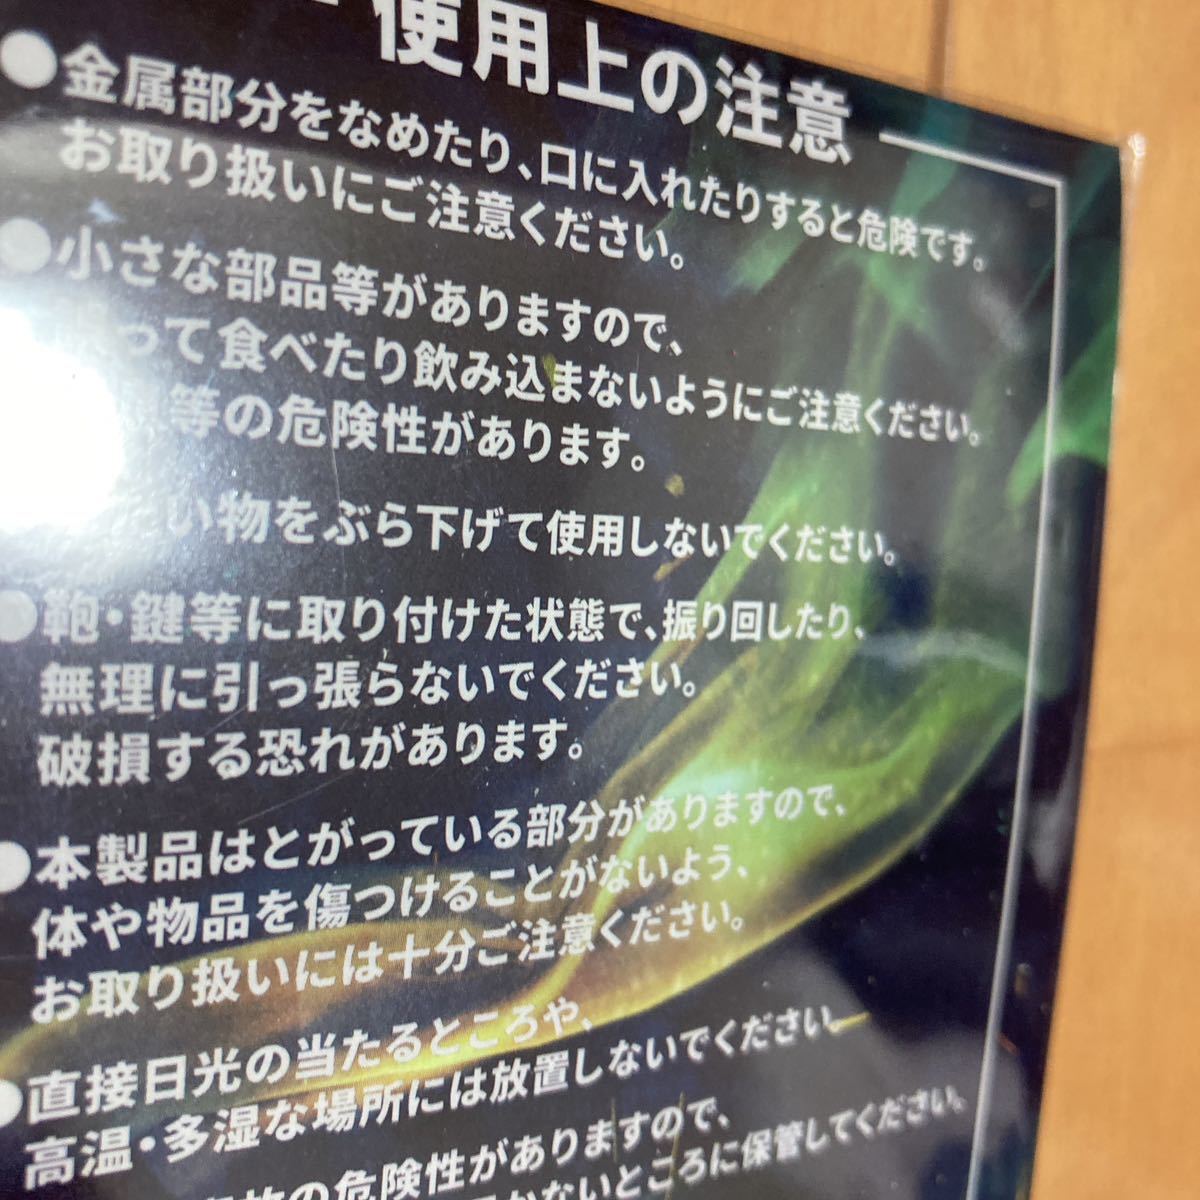 使用上の注意
●金属部分をなめたり、口に入れたりすると危険です。
お取り扱いにご注意ください。
●小さな部品等がありますので、
って食べたり飲み込まないようにご注意ください。
等の危険性があります。
い物をぶら下げて使用しないでください。
●鞄・鍵等に取り付けた状態で、振り回したり、
無理に引っ張らないでください。
破損する恐れがあります。
●本製品はとがっている部分がありますので、
体や物品を傷つけることがないよう、
お取り扱いには十分ご注意ください。
●直接日光の当たるところや、
高温・多湿な場所には放置しないでください。
の危険性がありますので、
かないところに保管してください。